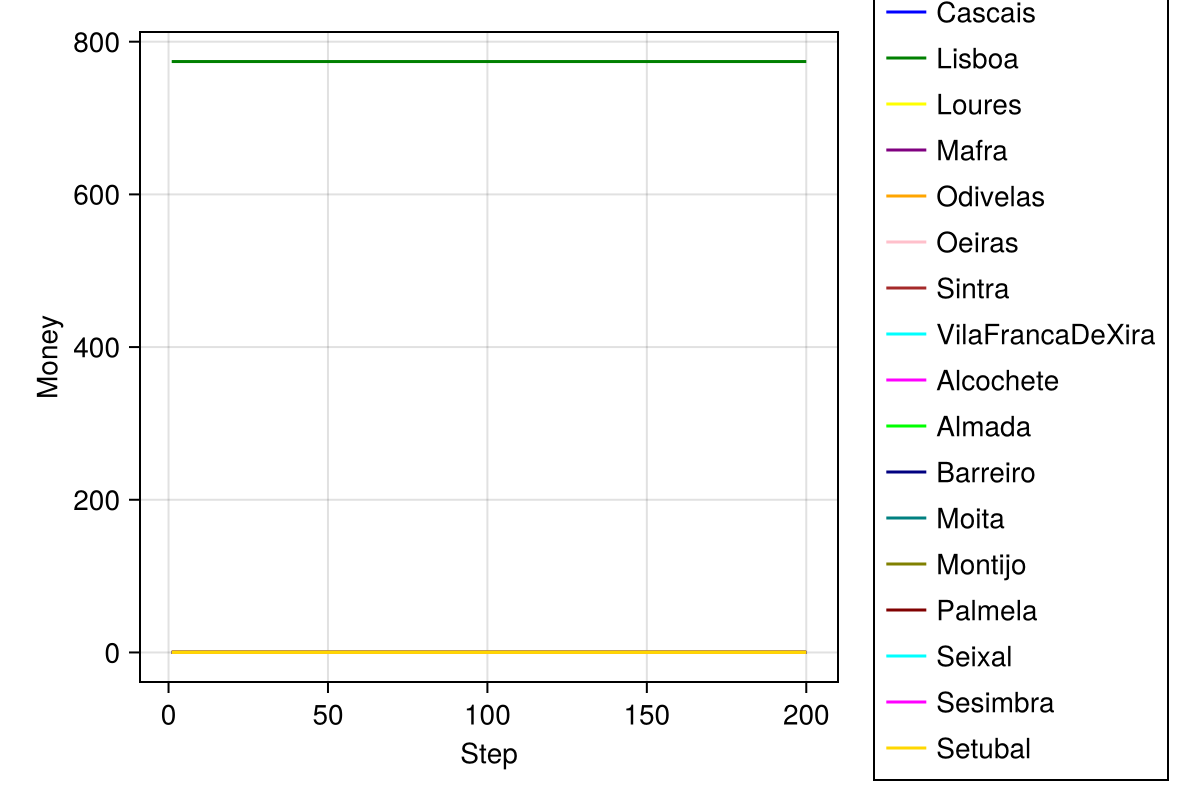 800
600
400
200
0
Money
0 50 100 150 200
Step
Cascais
Lisboa
Loures
Mafra
Odivelas
Oeiras
Sintra
VilaFrancaDeXira
Alcochete
Almada
Barreiro
Moita
Montijo
Palmela
Seixal
Sesimbra
Setubal